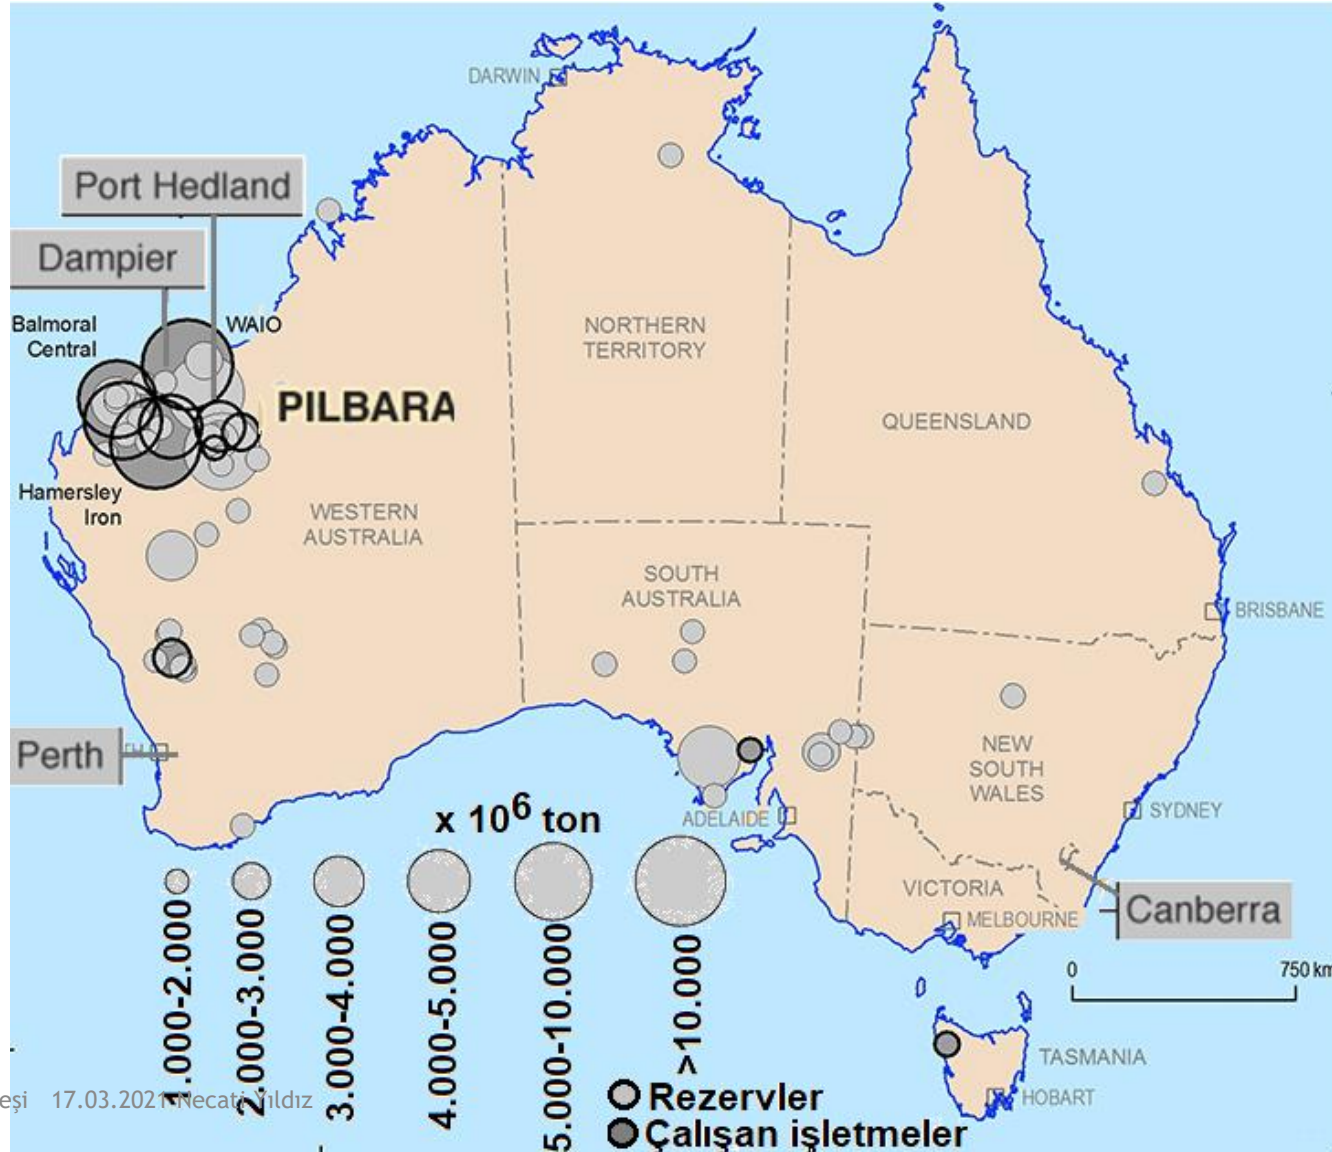 DARWIN
Port Hedland
Dampier
Balmoral
Central
WAIO
NORTHERN
TERRITORY
PILBARA
QUEENSLAND
Hamersley
Iron
WESTERN
AUSTRALIA
SOUTH
AUSTRALIA
BRISBANE
Perth
NEW
SOUTH
WALES
SYDNEY
ADELAIDE
x 10⁶ ton
VICTORIA
MELBOURNE
Canberra
1.000-2.000
2.000-3.000
3.000-4.000
4.000-5.000
5.000-10.000
>10.000
0 750 km
TASMANIA
HOBART
Rezervler
Çalışan işletmeler
eşi 17.03.2021 Necati Yıldız